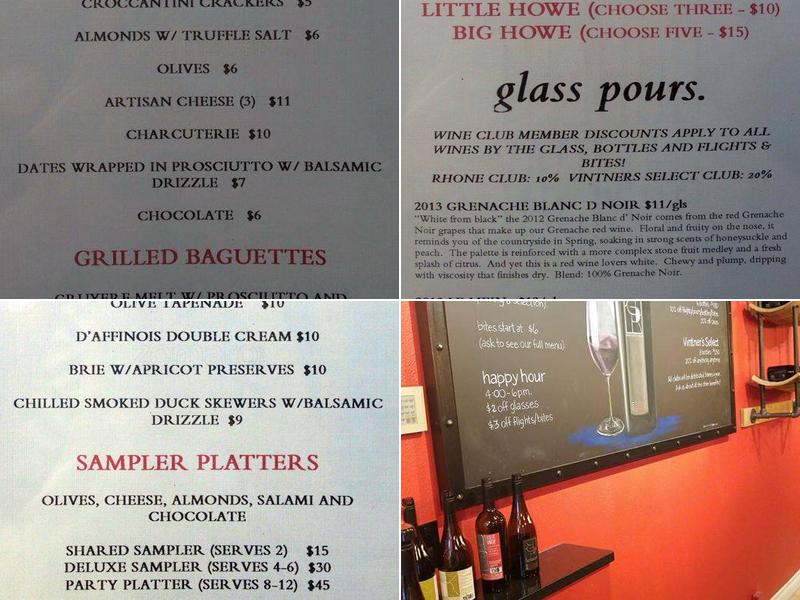 CROCCANTINI CRACKERS $5
ALMONDS W/ TRUFFLE SALT $6
OLIVES $6
ARTISAN CHEESE (3) $11
CHARCUTERIE $10
DATES WRAPPED IN PROSCIUTTO W/ BALSAMIC
DRIZZLE $7
CHOCOLATE $6
GRILLED BAGUETTES
GRUYERE MELT W/ PROSCIUTTO AND
LITTLE HOWE (CHOOSE THREE - $10)
BIG HOWE (CHOOSE FIVE - $15)
glass pours.
WINE CLUB MEMBER DISCOUNTS APPLY TO ALL
WINES BY THE GLASS, BOTTLES AND FLIGHTS &
BITES!
RHONE CLUB: 10% VINTNERS SELECT CLUB: 20%
2013 GRENACHE BLANC D NOIR $11/gls
"White from black" the 2012 Grenache Blanc d' Noir comes from the red Grenache
Noir grapes that make up our Grenache red wine. Floral and fruity on the nose, it
reminds you of the countryside in Spring, soaking in strong scents of honeysuckle and
peach. The palette is reinforced with a more complex stone fruit medley and a fresh
splash of citrus. And yet this is a red wine lovers white. Chewy and plump, dripping
with viscosity that finishes dry. Blend: 100% Grenache Noir.
OLIVE TAPENADE $10
D'AFFINOIS DOUBLE CREAM $10
BRIE W/APRICOT PRESERVES $10
CHILLED SMOKED DUCK SKEWERS W/BALSAMIC
DRIZZLE $9
SAMPLER PLATTERS
OLIVES, CHEESE, ALMONDS, SALAMI AND
CHOCOLATE
SHARED SAMPLER (SERVES 2) $15
DELUXE SAMPLER (SERVES 4-6) $30
PARTY PLATTER (SERVES 8-12) $45
bites start at $6
(ask to see our full menu)
happy hour
4:00-6pm.
$2 off glasses
$3 off flights/bites
Vintner's Select